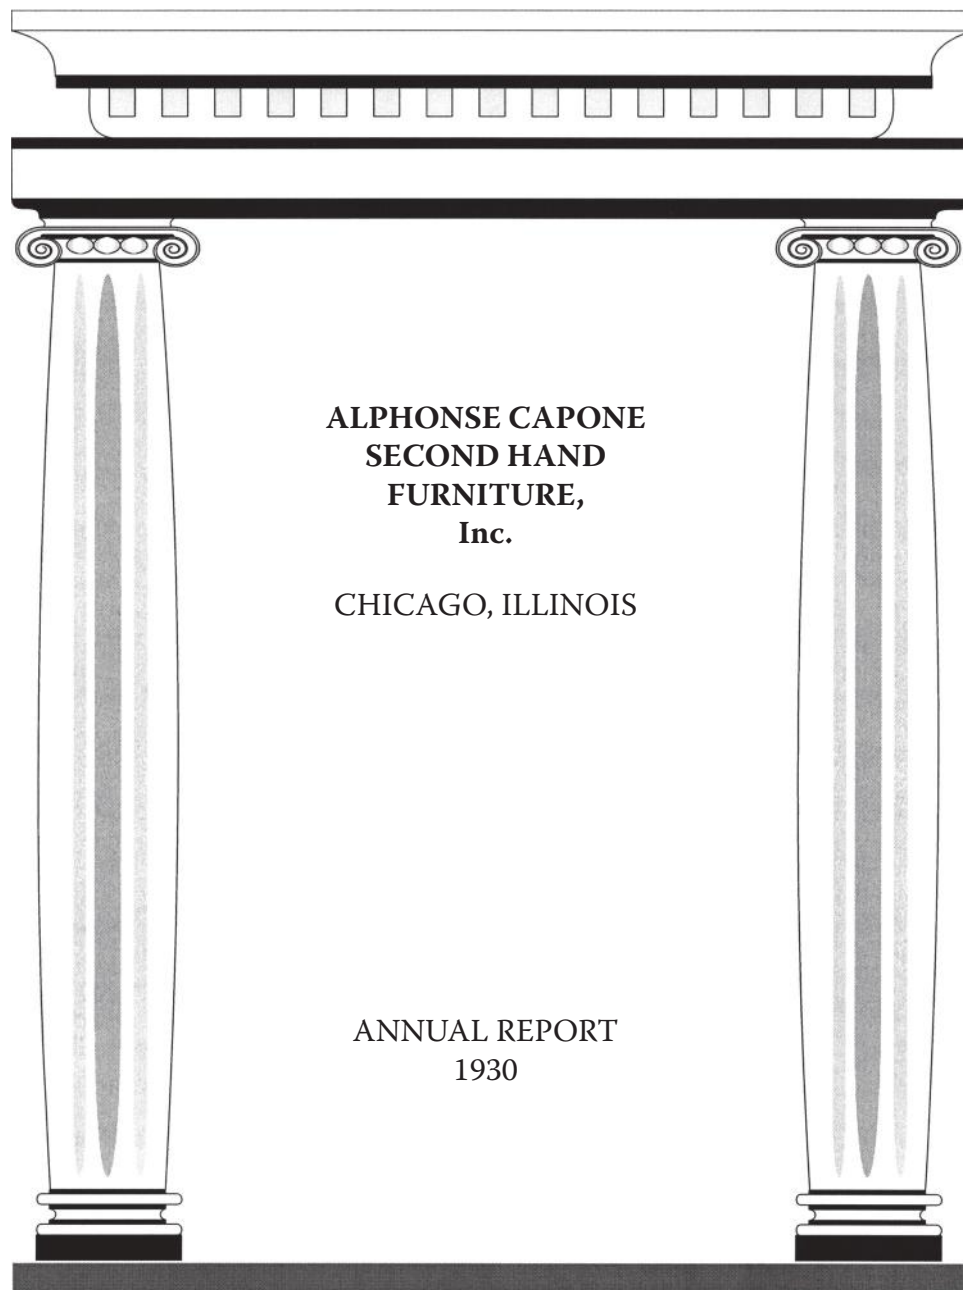 ALPHONSE CAPONE
SECOND HAND
FURNITURE,
Inc.
CHICAGO, ILLINOIS
ANNUAL REPORT
1930